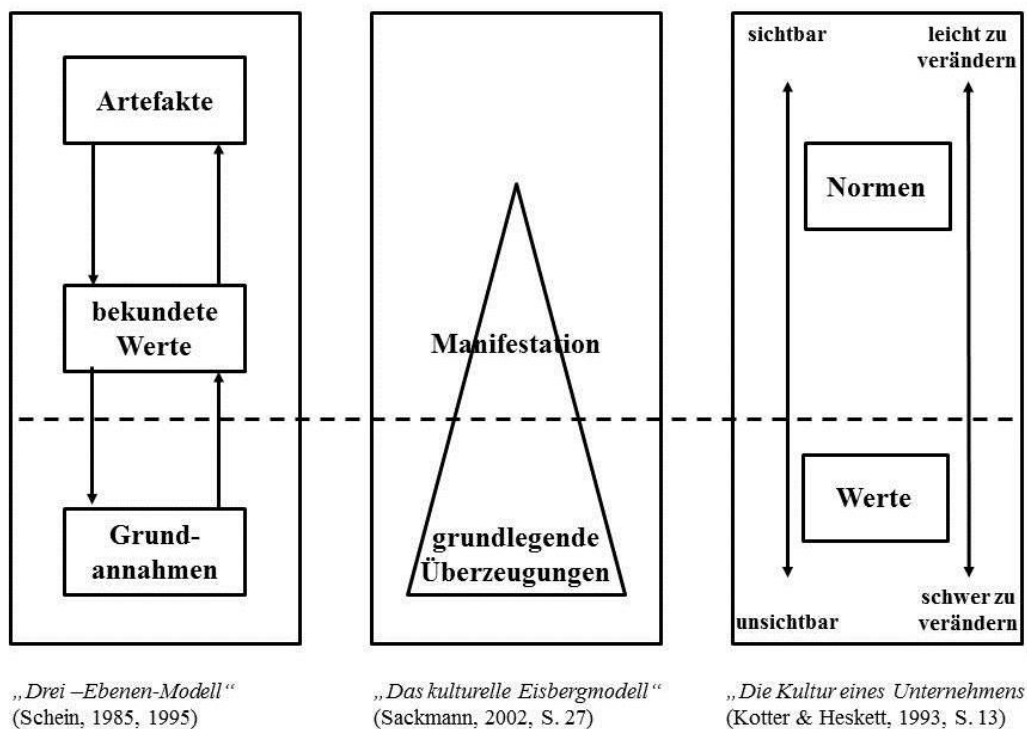 Artefakte
bekundete
Werte
Grund-
annahmen
Manifestation
grundlegende
Überzeugungen
sichtbar
leicht zu
verändern
Normen
Werte
unsichtbar
schwer zu
verändern
„Drei –Ebenen-Modell“
(Schein, 1985, 1995)
„Das kulturelle Eisbergmodell“
(Sackmann, 2002, S. 27)
„Die Kultur eines Unternehmens
(Kotter & Heskett, 1993, S. 13)